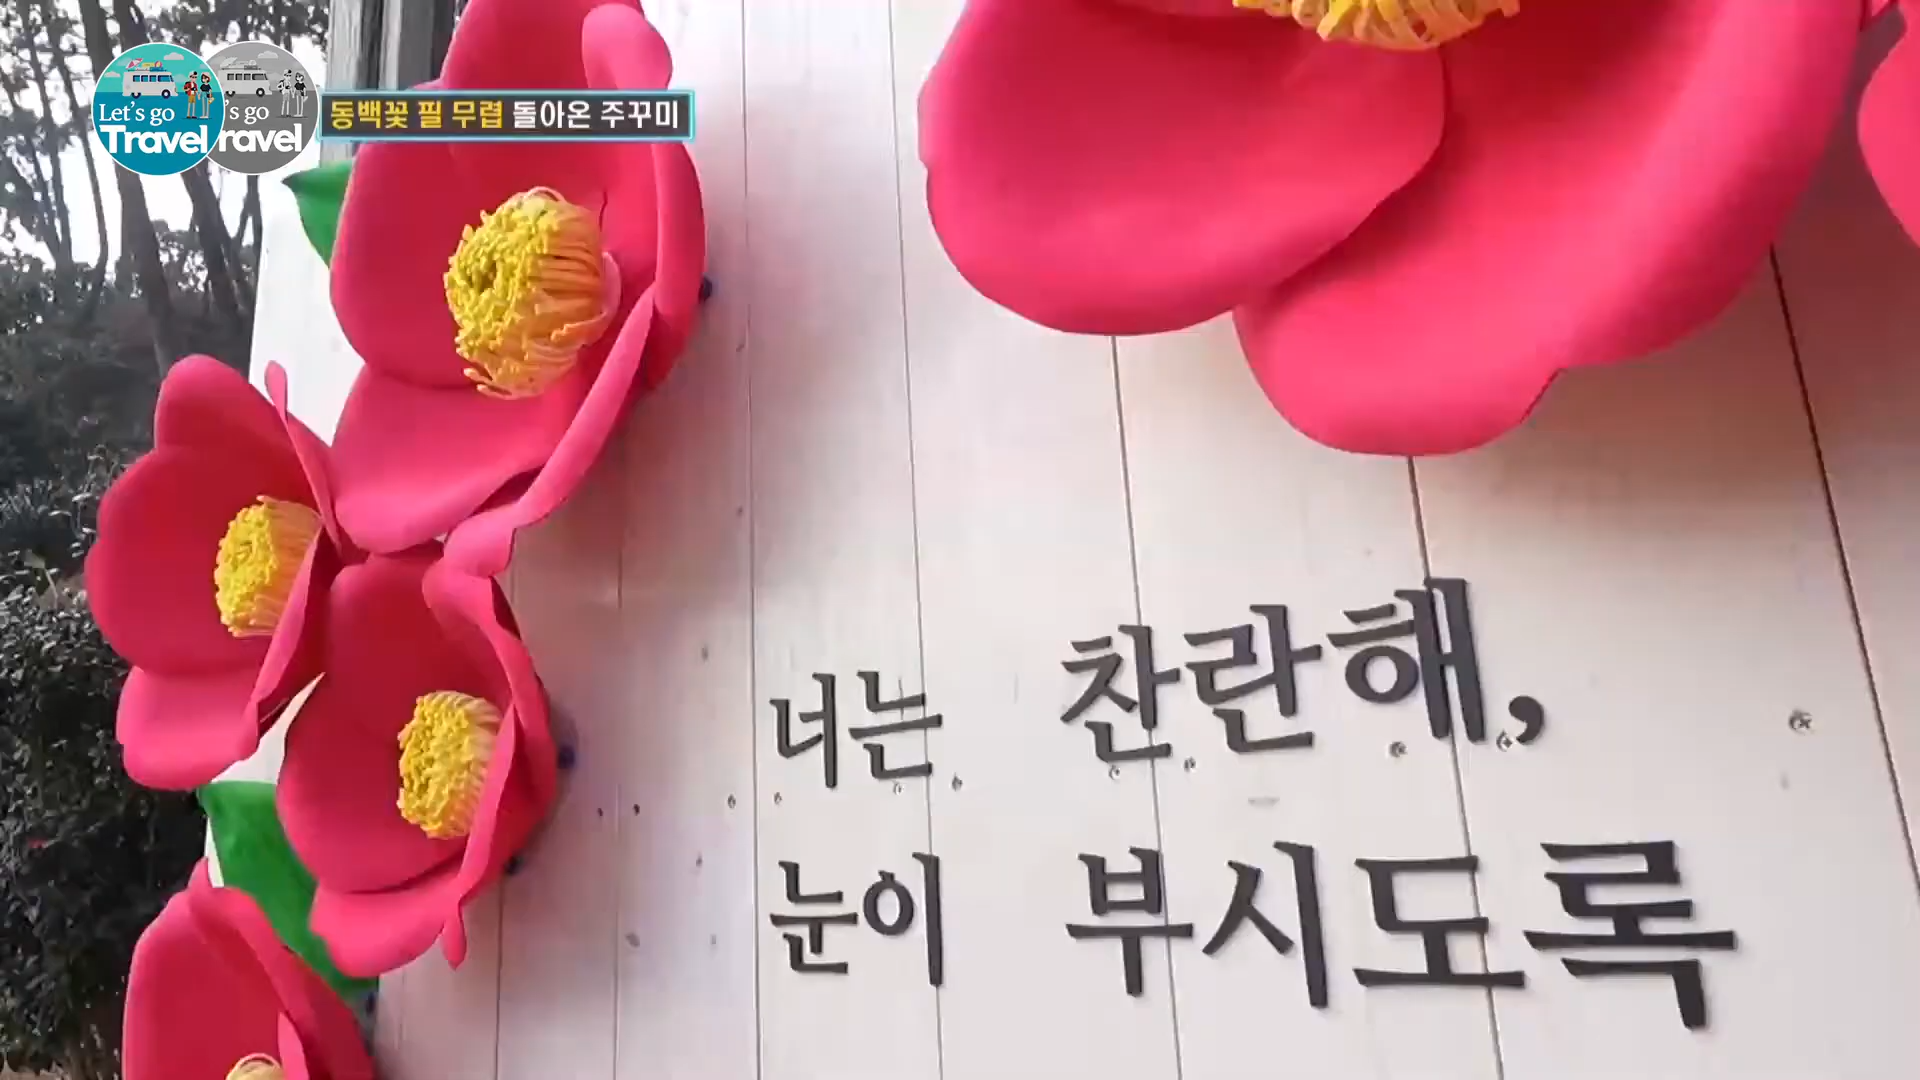 Let's go
Travel
's go
ravel
동백꽃 필 무렵 돌아온 주꾸미
너는 찬란해,
눈이 부시도록